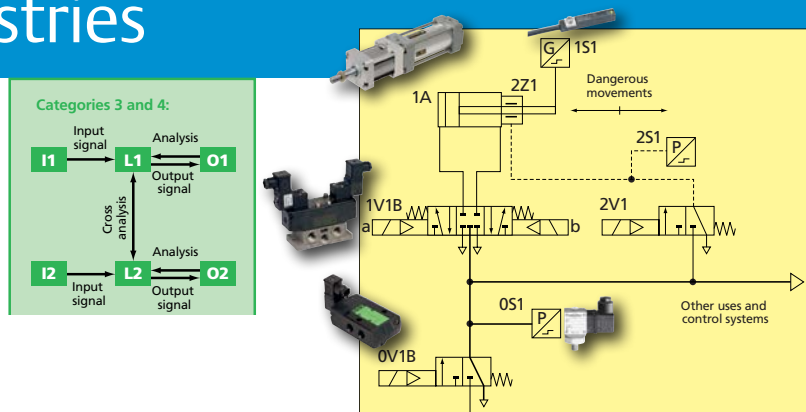 stries
Categories 3 and 4:
Input
signal
Analysis
I1
L1
O1
Output
signal
Cross
analysis
Analysis
I2
L2
O2
Input
signal
Output
signal
G
1S1
2Z1
1A
Dangerous
movements
2S1
P
1V1B
a
b
2V1
Other uses and
control systems
0S1
P
0V1B